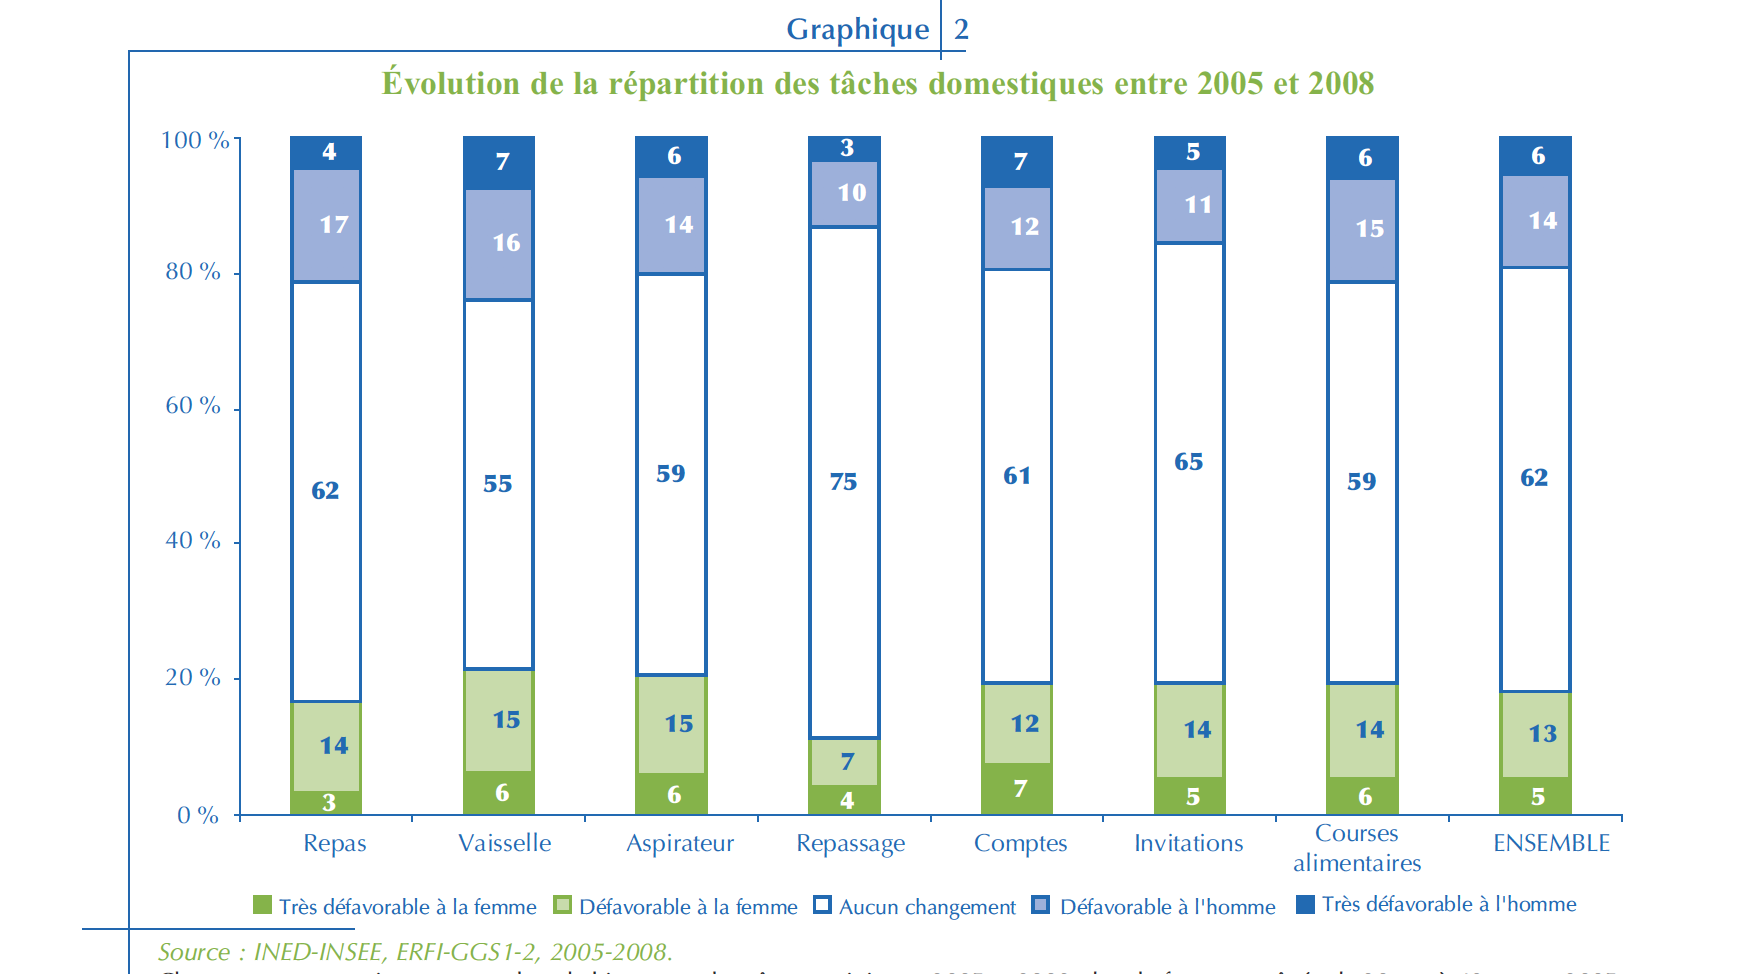 Graphique 2
Évolution de la répartition des tâches domestiques entre 2005 et 2008
100 %
80 %
60 %
40 %
20 %
0 %
4 7 6 3 7 5 6 6
17 16 14 10 12 11 15 14
62 55 59 75 61 65 59 62
14 15 15 7 12 14 14 13
3 6 6 4 7 5 6 5
Repas Vaisselle Aspirateur Repassage Comptes Invitations Courses alimentaires ENSEMBLE
Très défavorable à la femme Défavorable à la femme Aucun changement Défavorable à l'homme Très défavorable à l'homme
Source : INED-INSEE, ERFI-GGS1-2, 2005-2008.